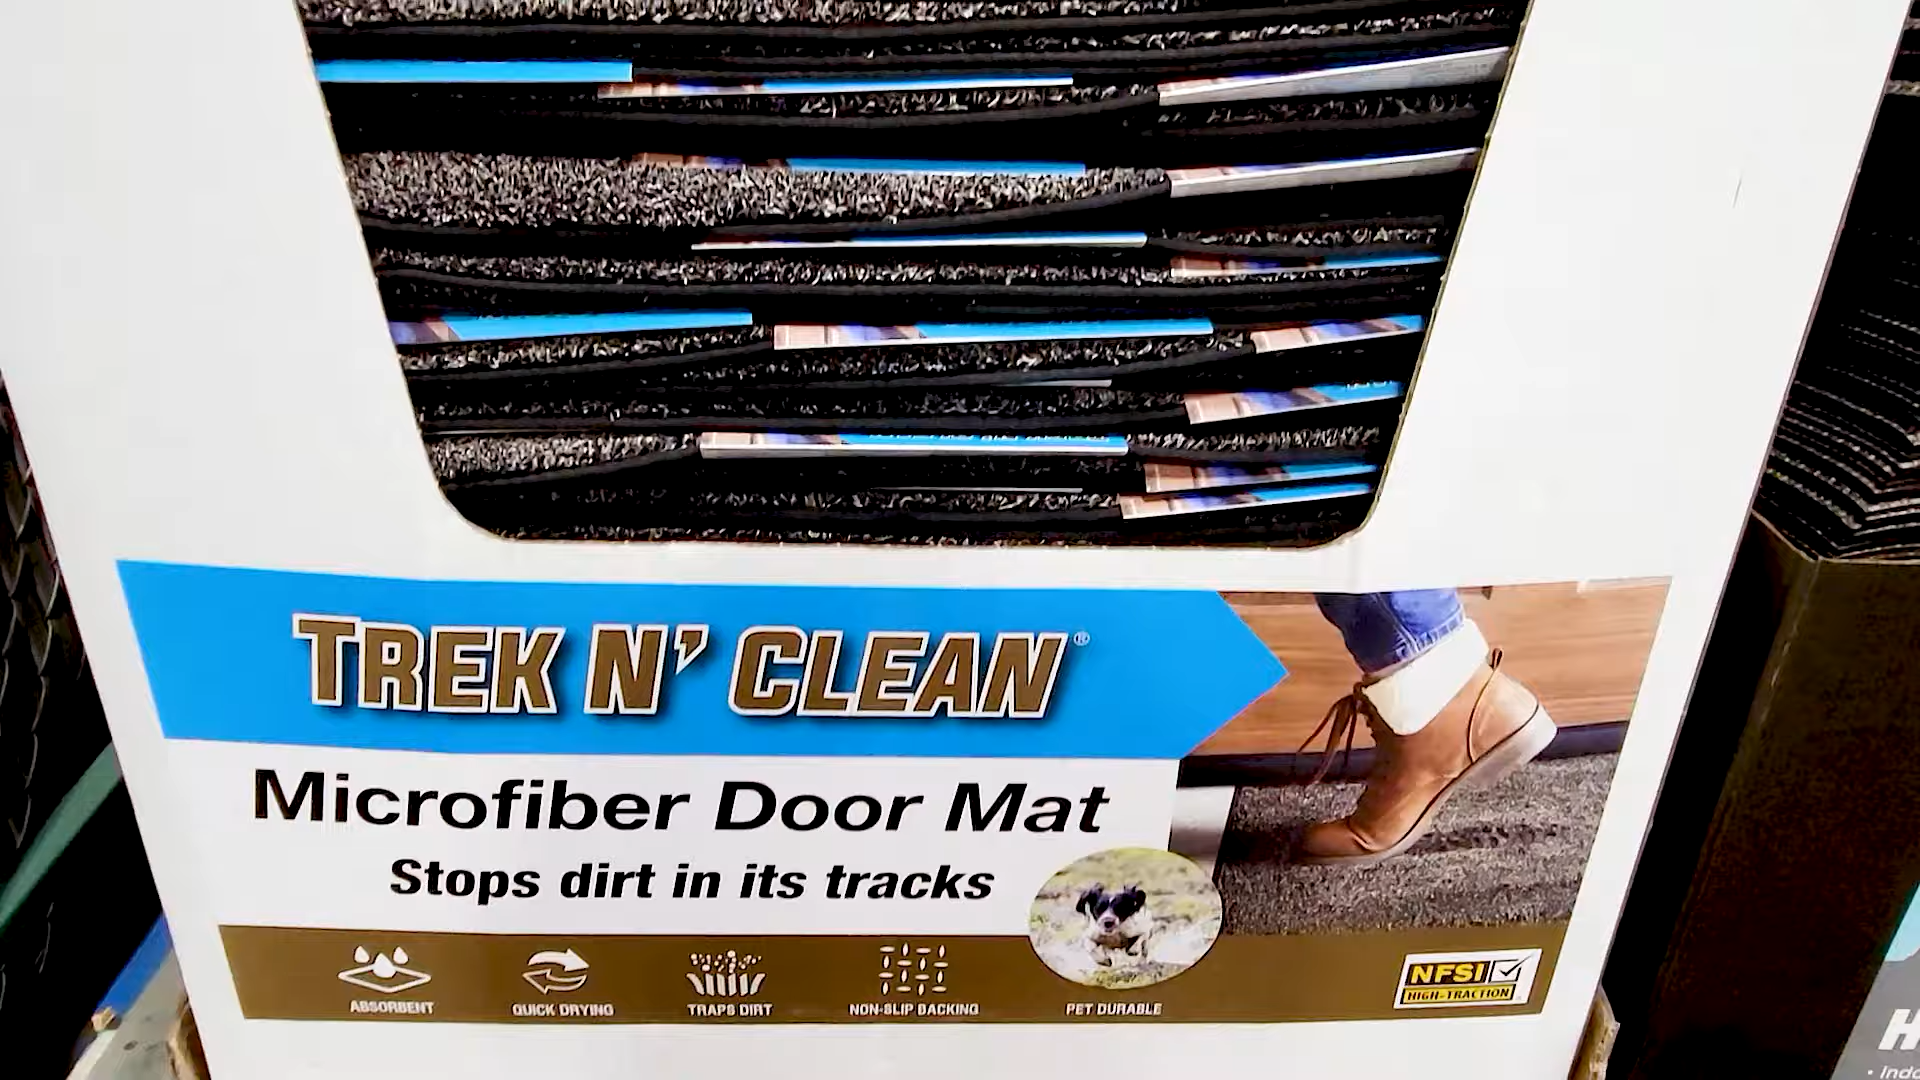 TREK N' CLEAN®
Microfiber Door Mat
Stops dirt in its tracks
ABSORBENT
QUICK DRYING
TRAPS DIRT
NON-SLIP BACKING
PET DURABLE
NFSI
HIGH-TRACTION